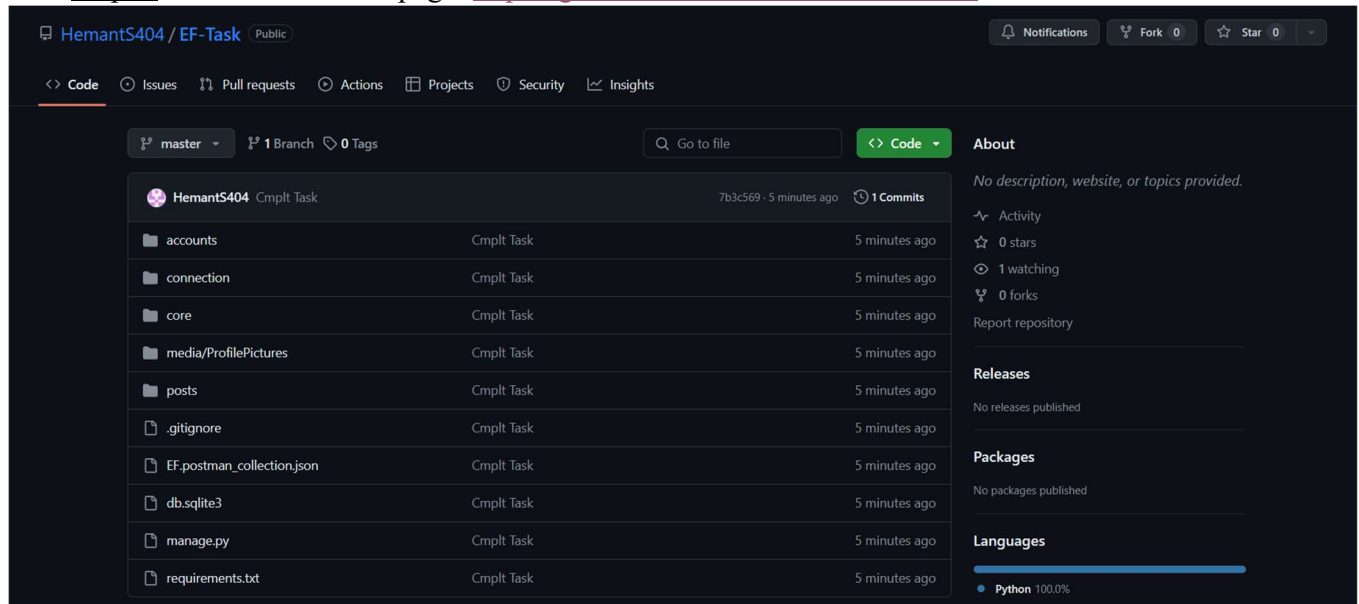 HemantS404 / EF-Task Public
Notifications Fork 0 Star 0
Code Issues Pull requests Actions Projects Security Insights
master 1 Branch 0 Tags Go to file Code
HemantS404 Cmplt Task 7b3c569 · 5 minutes ago 1 Commits
accounts Cmplt Task 5 minutes ago
connection Cmplt Task 5 minutes ago
core Cmplt Task 5 minutes ago
media/ProfilePictures Cmplt Task 5 minutes ago
posts Cmplt Task 5 minutes ago
.gitignore Cmplt Task 5 minutes ago
EF.postman_collection.json Cmplt Task 5 minutes ago
db.sqlite3 Cmplt Task 5 minutes ago
manage.py Cmplt Task 5 minutes ago
requirements.txt Cmplt Task 5 minutes ago
About
No description, website, or topics provided.
Activity
0 stars
1 watching
0 forks
Report repository
Releases
No releases published
Packages
No packages published
Languages
Python 100.0%